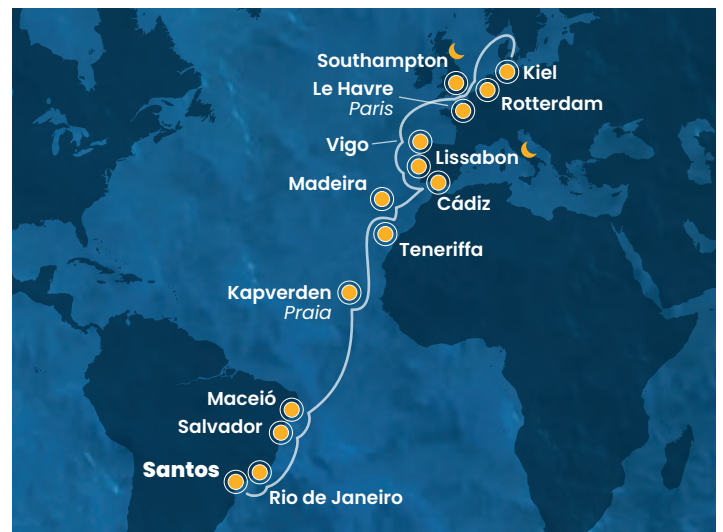 Southampton
Kiel
Le Havre
Paris
Rotterdam
Vigo
Lissabon
Madeira
Cádiz
Teneriffa
Kapverden
Praia
Maceió
Salvador
Santos
Rio de Janeiro